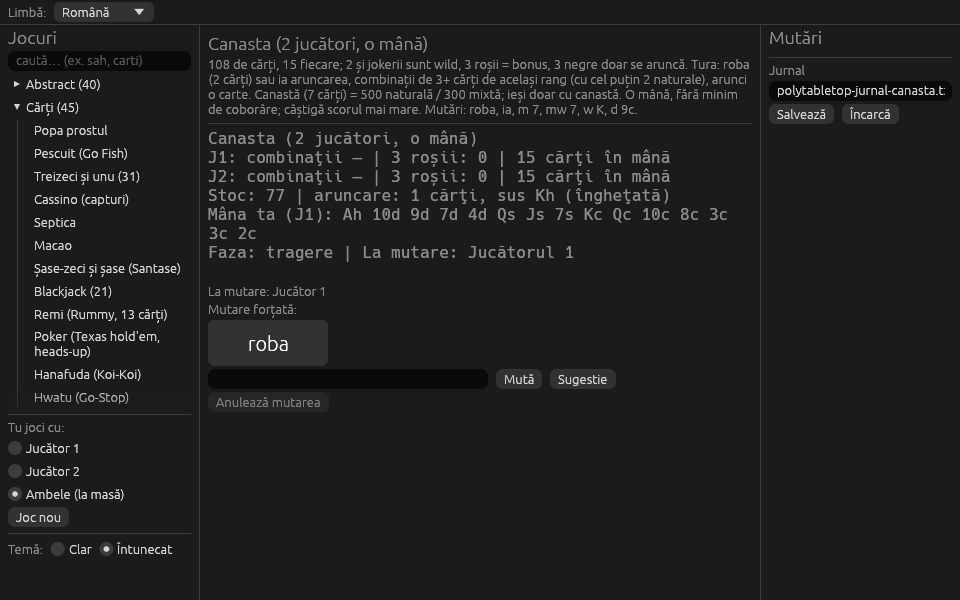 Limbă: Română
Jocuri
caută... (ex. sah, carti)
Abstract (40)
Cărți (45)
Popa prostul
Pescuit (Go Fish)
Treizeci și unu (31)
Cassino (capturi)
Septica
Macao
Șase-zeci și șase (Santase)
Blackjack (21)
Remi (Rummy, 13 cărți)
Poker (Texas hold'em,
heads-up)
Hanafuda (Koi-Koi)
Hwatu (Go-Stop)
Tu joci cu:
Jucător 1
Jucător 2
Ambele (la masă)
Joc nou
Temă: Clar Întunecat
Canasta (2 jucători, o mână)
108 de cărți, 15 fiecare; 2 și jokerii sunt wild, 3 roșii = bonus, 3 negre doar se aruncă. Tura: roba
(2 cărți) sau ia aruncarea, combinații de 3+ cărți de același rang (cu cel puțin 2 naturale), arunci
o carte. Canastă (7 cărți) = 500 naturală / 300 mixtă; ieși doar cu canastă. O mână, fără minim
de coborâre; câștigă scorul mai mare. Mutări: roba, ia, m 7, mw 7, w K, d 9c.
Canasta (2 jucători, o mână)
J1: combinații — | 3 roșii: 0 | 15 cărți în mână
J2: combinații — | 3 roșii: 0 | 15 cărți în mână
Stoc: 77 | aruncare: 1 cărți, sus Kh (înghețată)
Mâna ta (J1): Ah 10d 9d 7d 4d Qs Js 7s Kc Qc 10c 8c 3c
3c 2c
Faza: tragere | La mutare: Jucătorul 1
La mutare: Jucător 1
Mutare forțată:
roba
Mută Sugestie
Anulează mutarea
Mutări
Jurnal
polytabletop-jurnal-canasta.t
Salvează Încarcă